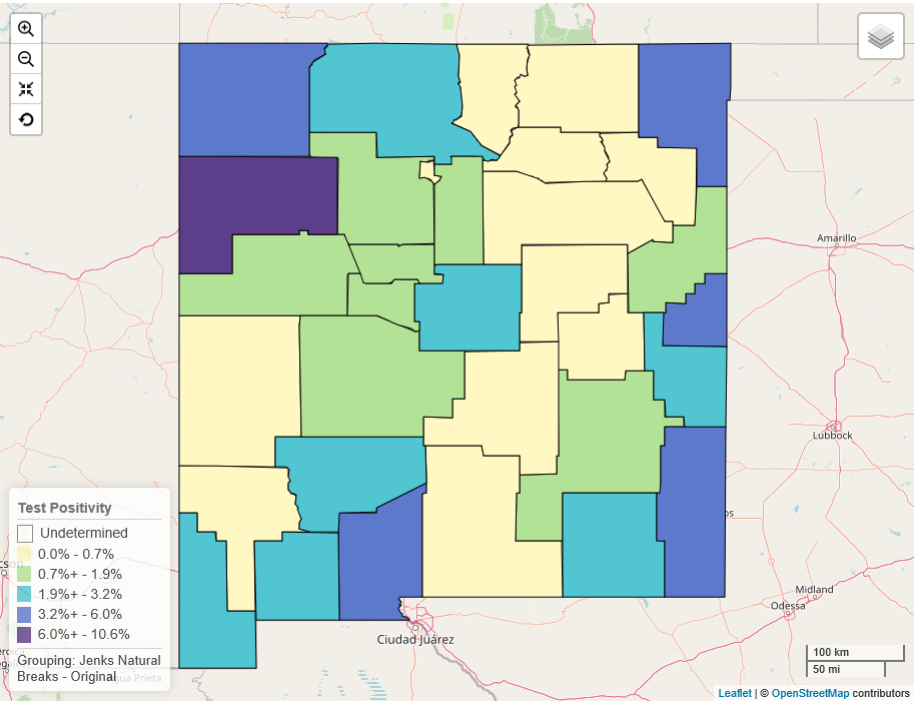 Amarillo
Lubbock
Midland
Odessa
Ciudad Juárez
Test Positivity
Undetermined
0.0% - 0.7%
0.7%+ - 1.9%
1.9%+ - 3.2%
3.2%+ - 6.0%
6.0%+ - 10.6%
Grouping: Jenks Natural
Breaks - Original
gua Prieta
100 km
50 mi
Leaflet | © OpenStreetMap contributors